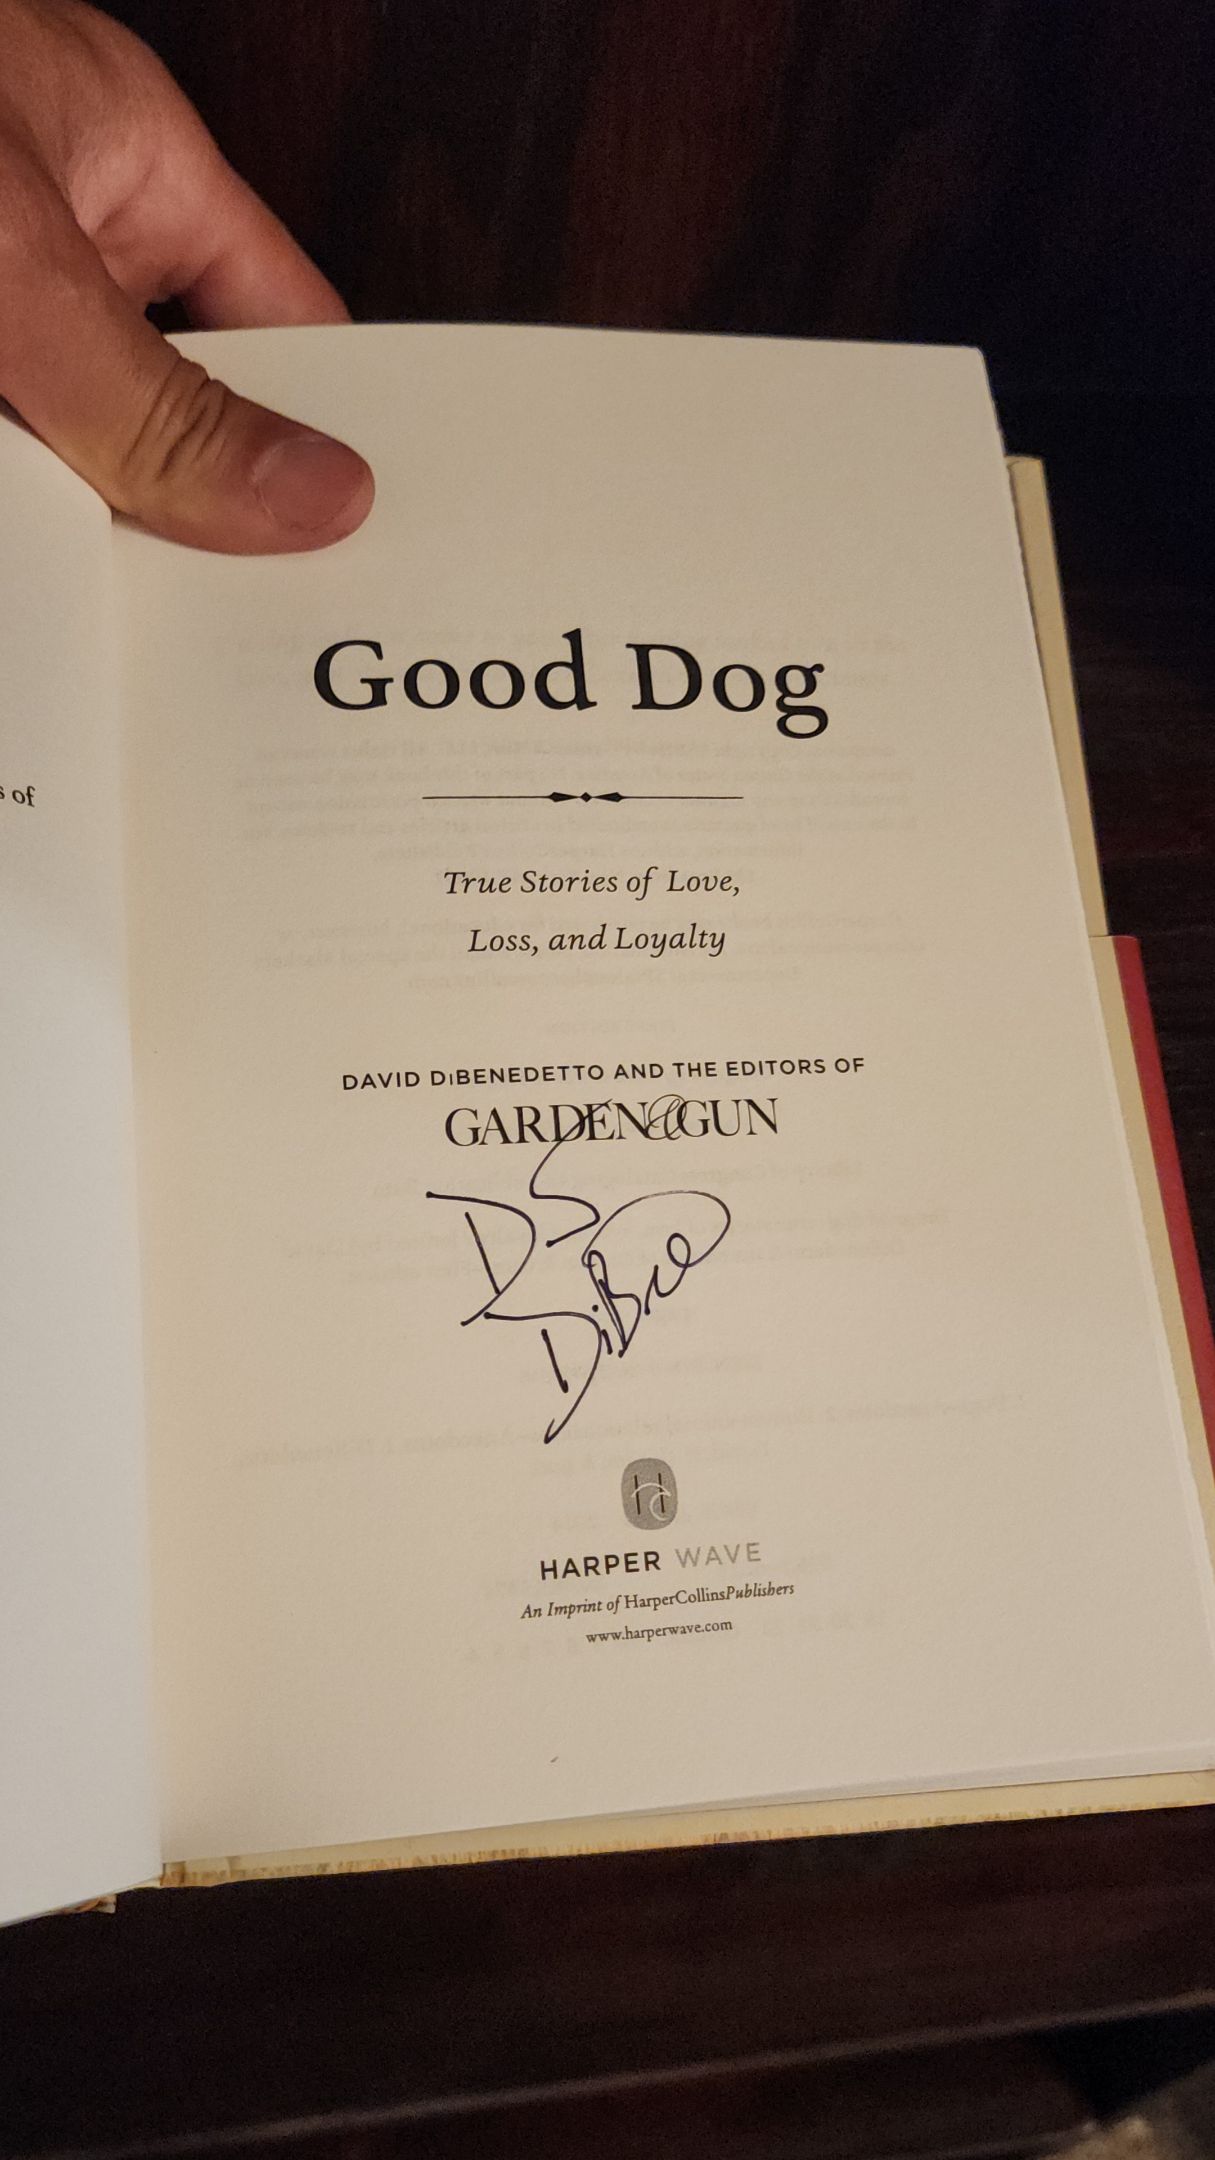 s of
Good Dog
True Stories of Love,
Loss, and Loyalty
DAVID DiBENEDETTO AND THE EDITORS OF
GARDEN&GUN
HARPER WAVE
An Imprint of HarperCollinsPublishers
www.harperwave.com